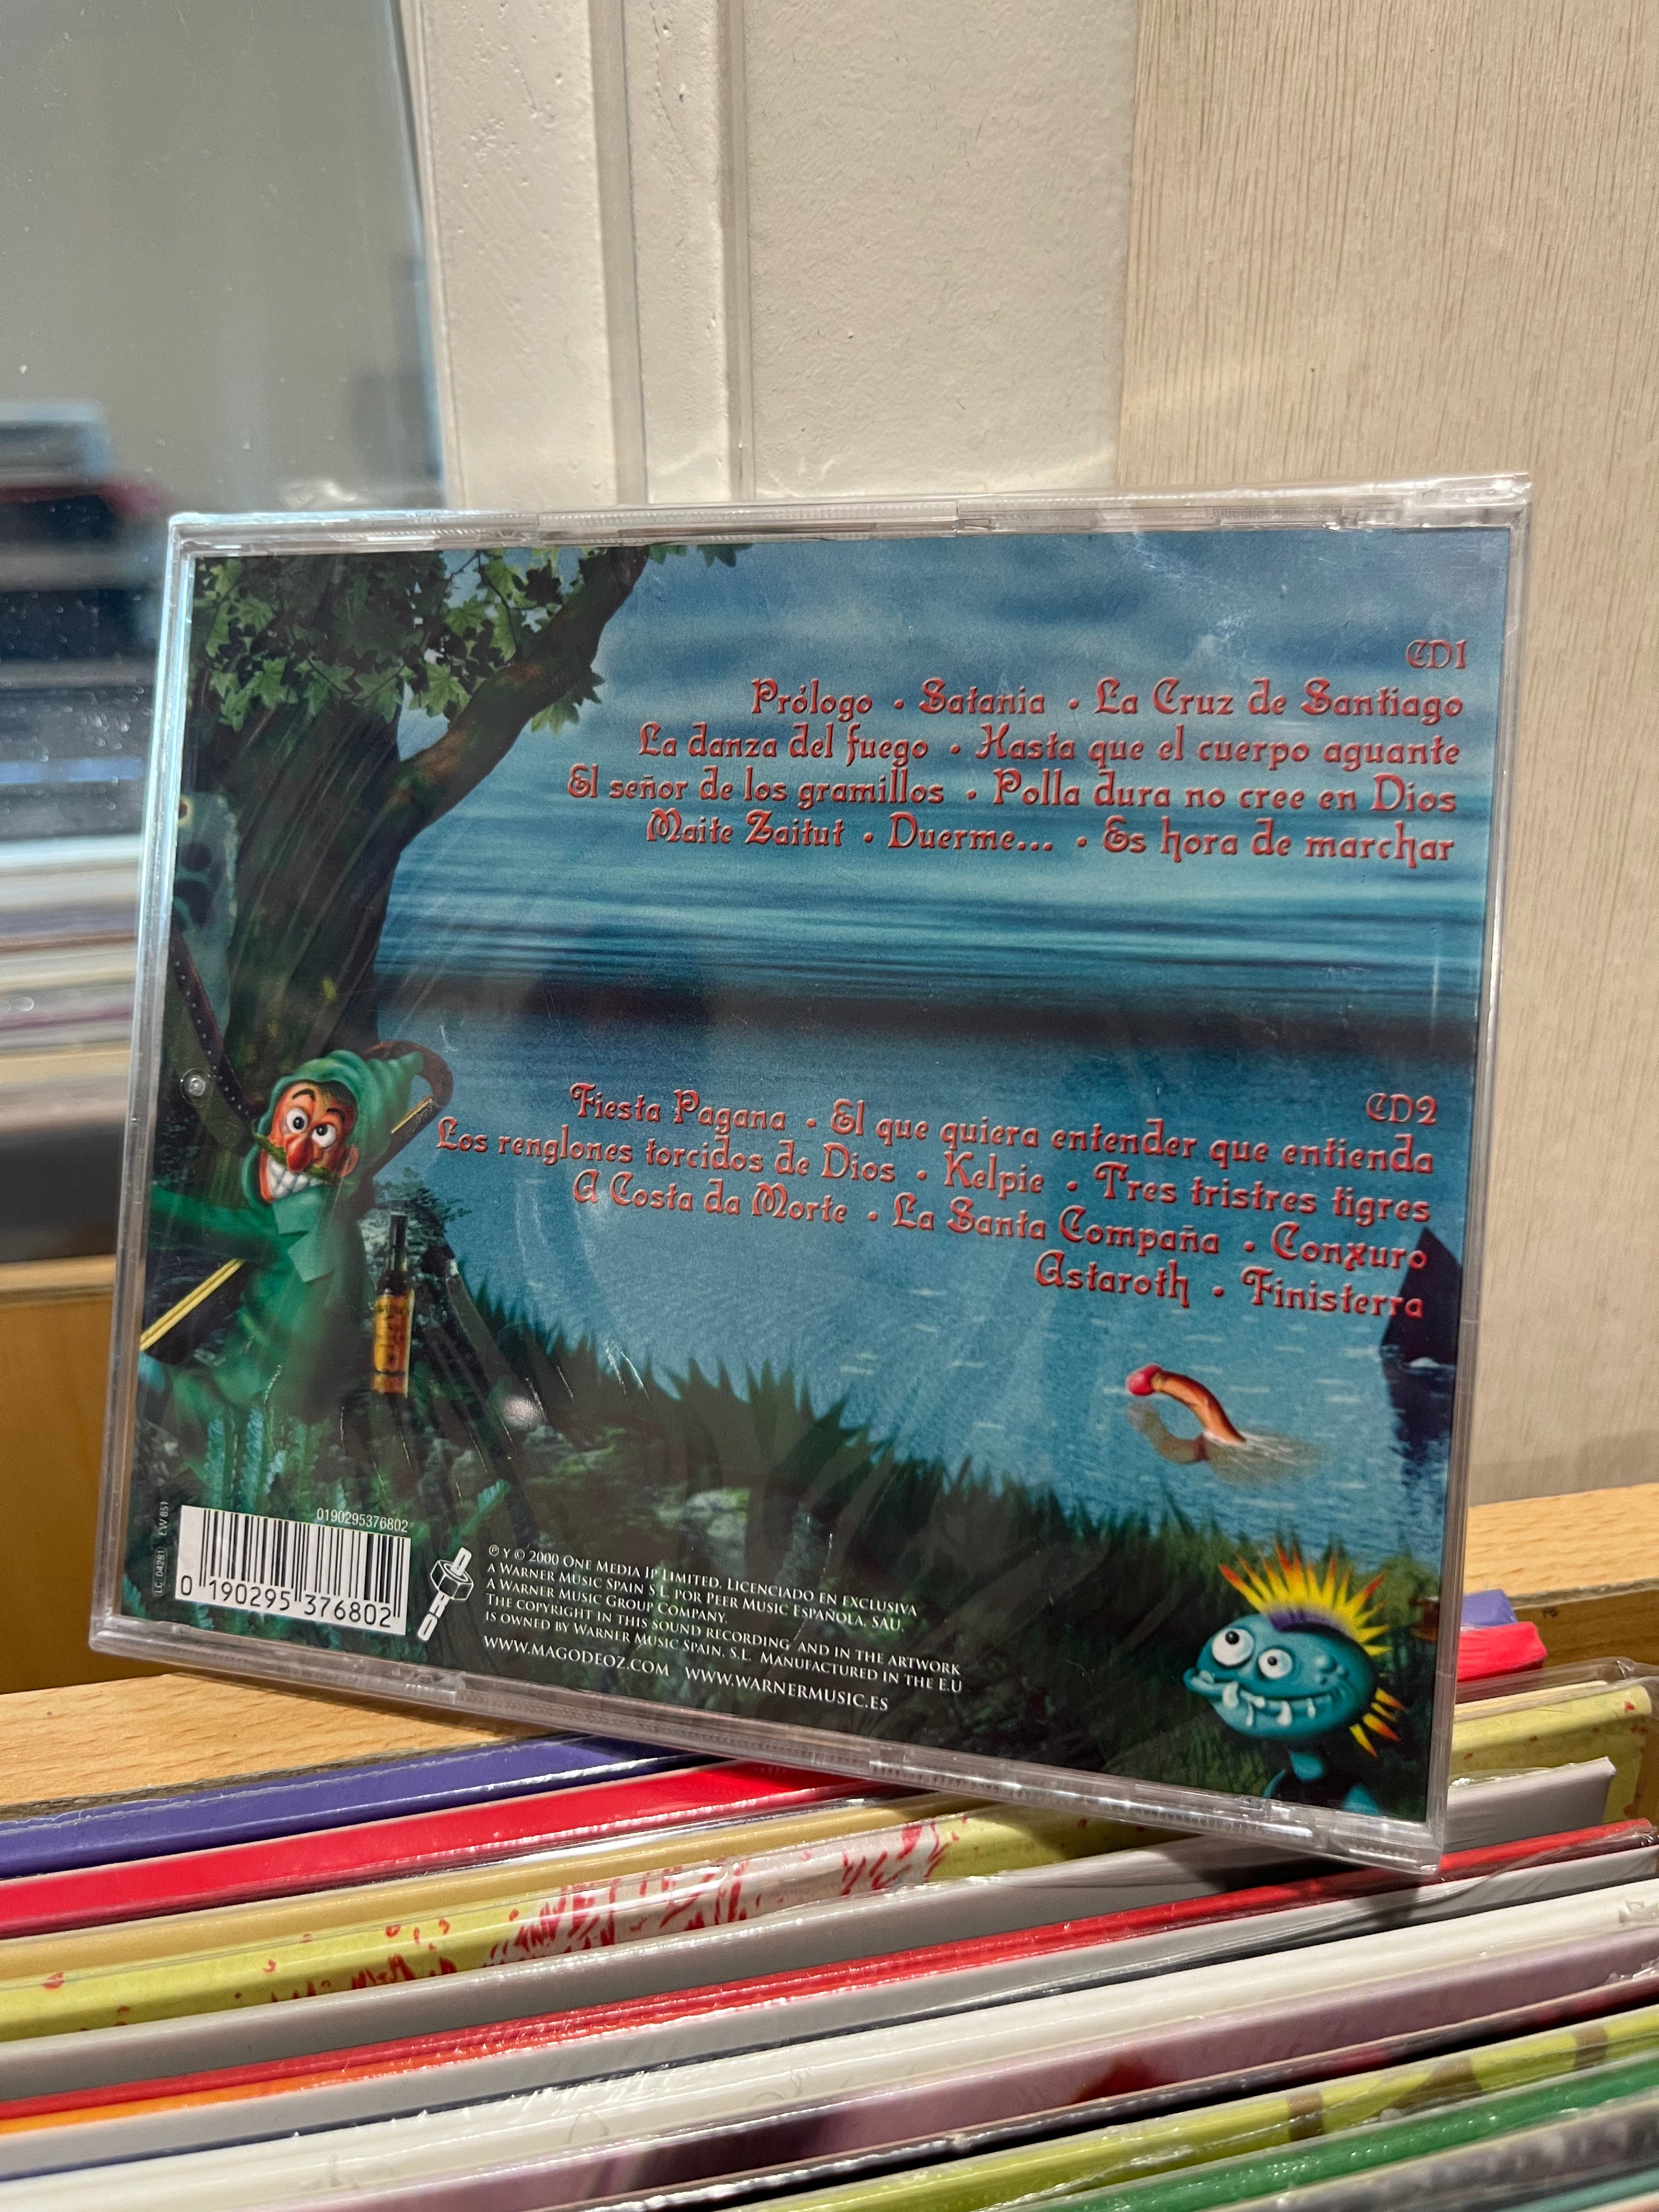 CD1
Prólogo • Satania • La Cruz de Santiago
La danza del fuego • Hasta que el cuerpo aguante
El señor de los gramillos • Polla dura no cree en Dios
Maite Zaitut • Duerme... • Es hora de marchar
CD2
Fiesta Pagana • El que quiera entender que entienda
Los renglones torcidos de Dios • Kelpie • Tres tristres tigres
A Costa da Morte • La Santa Compaña • Conxuro
Astaroth • Finisterra
LC 04281 EW 851
0190295376802
0 190295 376802
℗ Y © 2000 One Media Ip Limited. Licenciado en exclusiva
a Warner Music Spain S.L. por Peer Music Española, SAU.
A Warner Music Group Company.
The copyright in this sound recording and in the artwork
is owned by Warner Music Spain, S.L. Manufactured in the E.U
www.magodeoz.com www.warnermusic.es